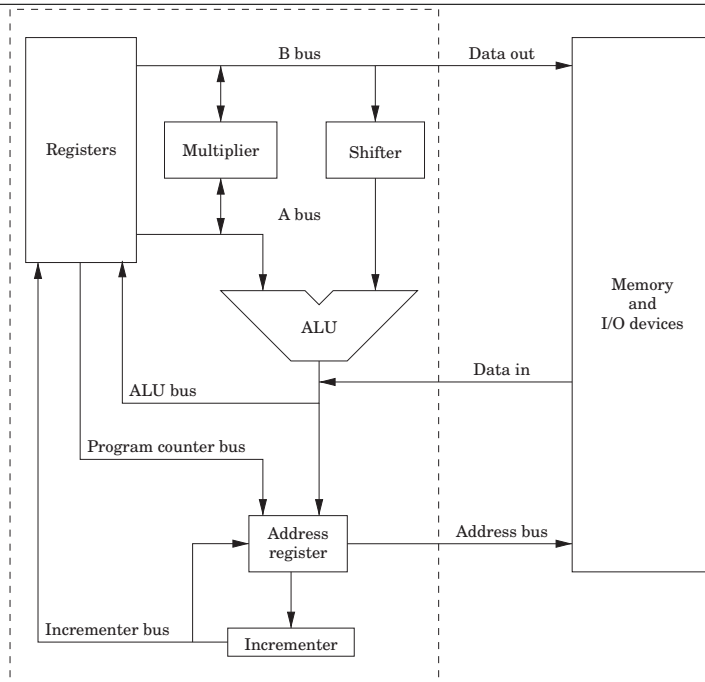 B bus
Data out
Registers
Multiplier
Shifter
A bus
Memory
and
I/O devices
ALU
Data in
ALU bus
Program counter bus
Address
register
Address bus
Incrementer bus
Incrementer